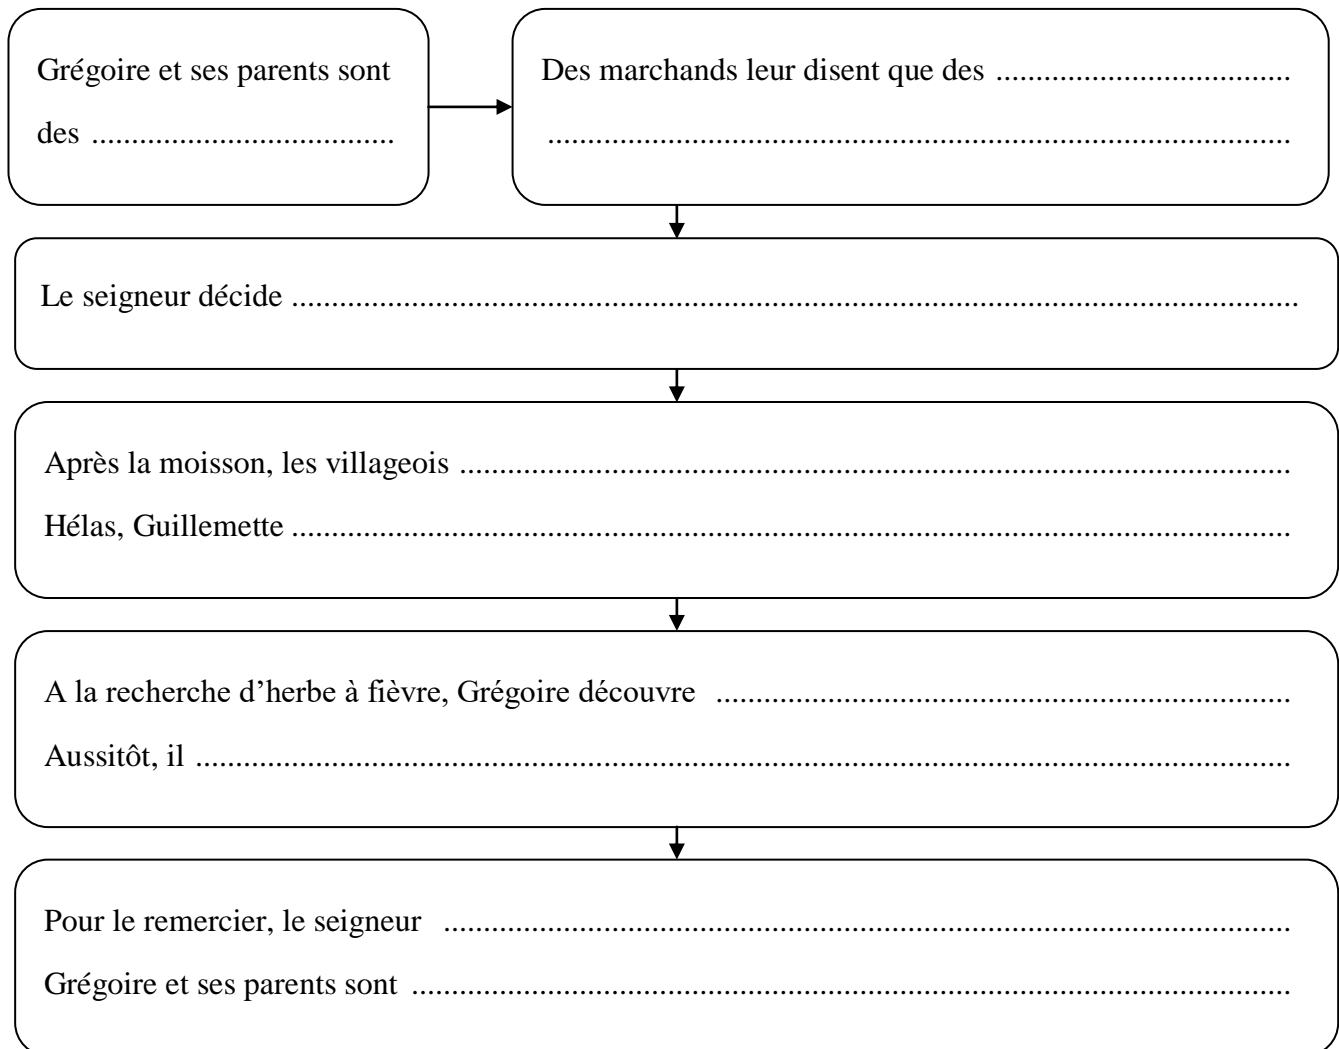 Grégoire et ses parents sont
des ......................................
Des marchands leur disent que des .....................................
.............................................................................................
Le seigneur décide ..............................................................................................................................
Après la moisson, les villageois ........................................................................................................
Hélas, Guillemette .............................................................................................................................
A la recherche d’herbe à fièvre, Grégoire découvre ........................................................................
Aussitôt, il .........................................................................................................................................
Pour le remercier, le seigneur ..........................................................................................................
Grégoire et ses parents sont ..............................................................................................................